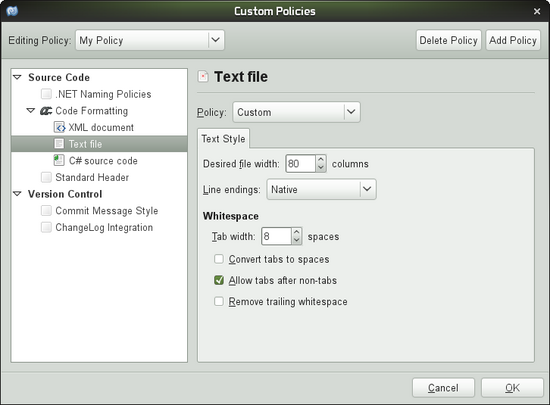 Custom Policies
Editing Policy: My Policy Delete Policy Add Policy
Source Code
.NET Naming Policies
Code Formatting
XML document
Text file
C# source code
Standard Header
Version Control
Commit Message Style
ChangeLog Integration
Text file
Policy: Custom
Text Style
Desired file width: 80 columns
Line endings: Native
Whitespace
Tab width: 8 spaces
Convert tabs to spaces
Allow tabs after non-tabs
Remove trailing whitespace
Cancel OK